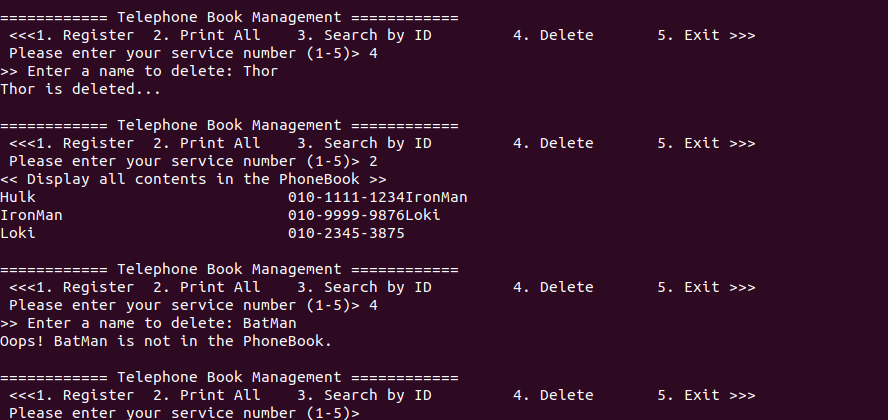 ============ Telephone Book Management ============
<<<1. Register  2. Print All    3. Search by ID         4. Delete       5. Exit >>>
Please enter your service number (1-5)> 4
>> Enter a name to delete: Thor
Thor is deleted...
============ Telephone Book Management ============
<<<1. Register  2. Print All    3. Search by ID         4. Delete       5. Exit >>>
Please enter your service number (1-5)> 2
<< Display all contents in the PhoneBook >>
Hulk                            010-1111-1234IronMan
IronMan                         010-9999-9876Loki
Loki                            010-2345-3875
============ Telephone Book Management ============
<<<1. Register  2. Print All    3. Search by ID         4. Delete       5. Exit >>>
Please enter your service number (1-5)> 4
>> Enter a name to delete: BatMan
Oops! BatMan is not in the PhoneBook.
============ Telephone Book Management ============
<<<1. Register  2. Print All    3. Search by ID         4. Delete       5. Exit >>>
Please enter your service number (1-5)>